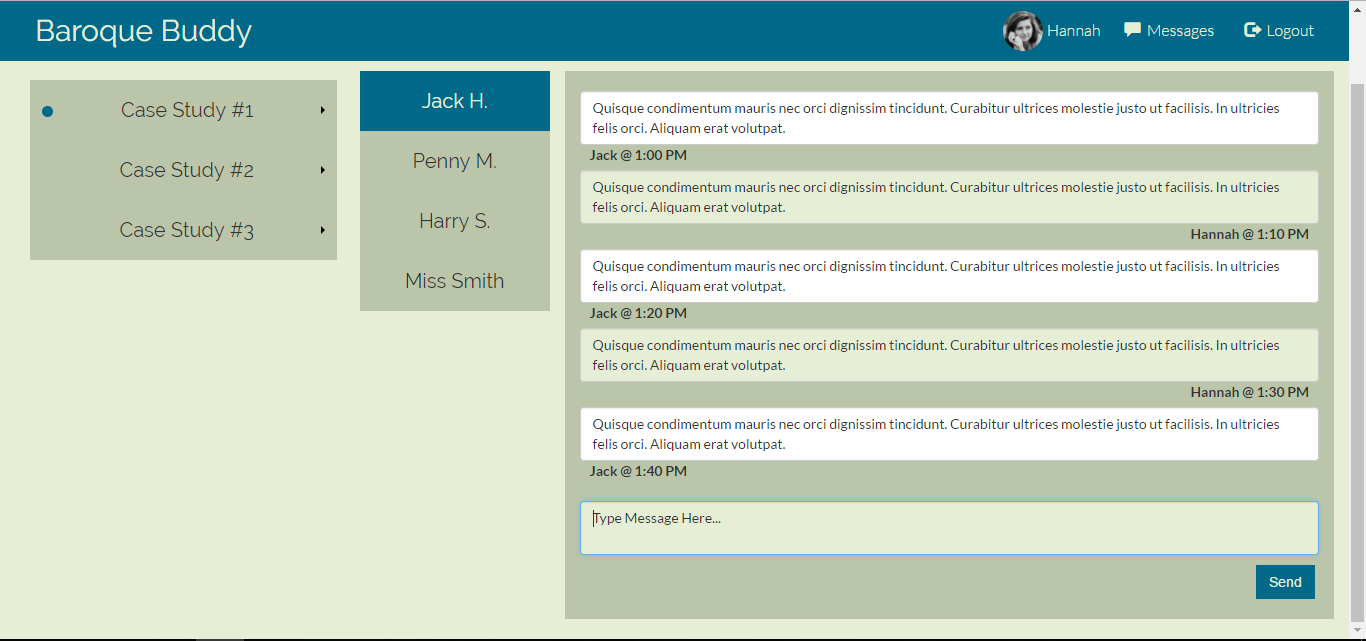 Baroque Buddy
Hannah
Messages
Logout
Case Study #1
Case Study #2
Case Study #3
Jack H.
Penny M.
Harry S.
Miss Smith
Quisque condimentum mauris nec orci dignissim tincidunt. Curabitur ultrices molestie justo ut facilisis. In ultricies
felis orci. Aliquam erat volutpat.
Jack @ 1:00 PM
Quisque condimentum mauris nec orci dignissim tincidunt. Curabitur ultrices molestie justo ut facilisis. In ultricies
felis orci. Aliquam erat volutpat.
Hannah @ 1:10 PM
Quisque condimentum mauris nec orci dignissim tincidunt. Curabitur ultrices molestie justo ut facilisis. In ultricies
felis orci. Aliquam erat volutpat.
Jack @ 1:20 PM
Quisque condimentum mauris nec orci dignissim tincidunt. Curabitur ultrices molestie justo ut facilisis. In ultricies
felis orci. Aliquam erat volutpat.
Hannah @ 1:30 PM
Quisque condimentum mauris nec orci dignissim tincidunt. Curabitur ultrices molestie justo ut facilisis. In ultricies
felis orci. Aliquam erat volutpat.
Jack @ 1:40 PM
Type Message Here...
Send